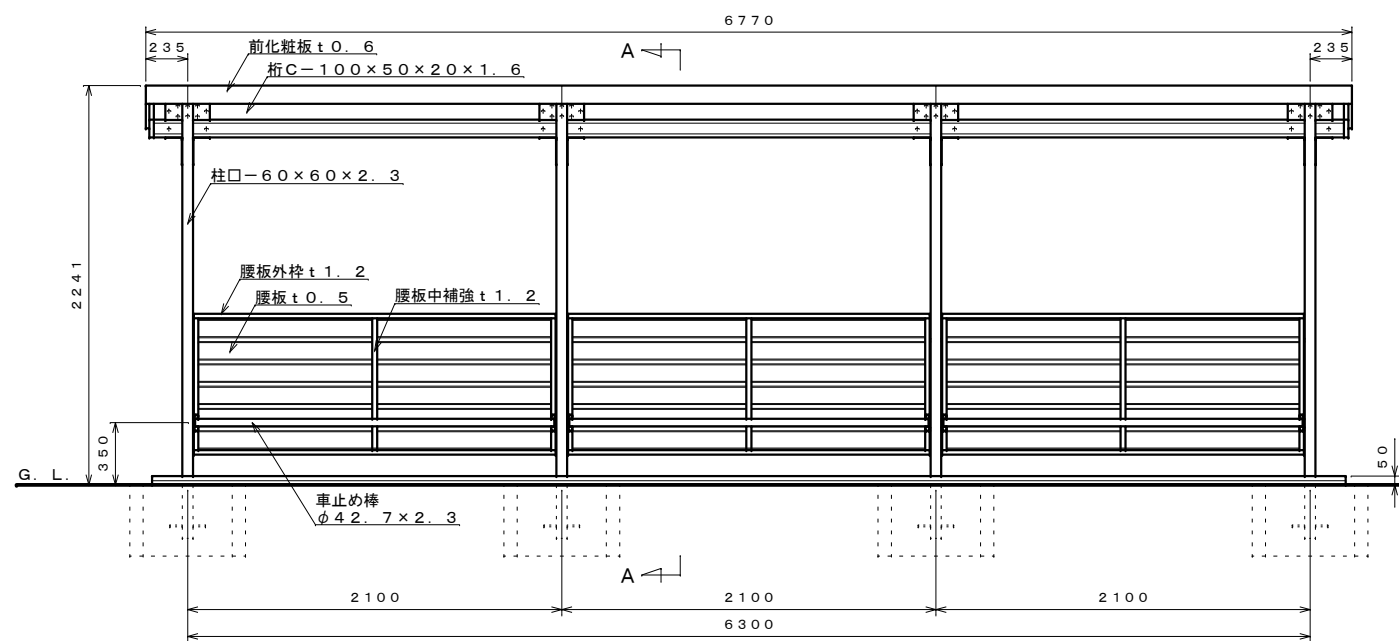 6770
235
前化粧板t0.6
A
235
桁C-100×50×20×1.6
柱口-60×60×2.3
2241
腰板外枠t1.2
腰板t0.5
腰板中補強t1.2
350
50
G.L.
車止め棒
φ42.7×2.3
A
2100
2100
2100
6300